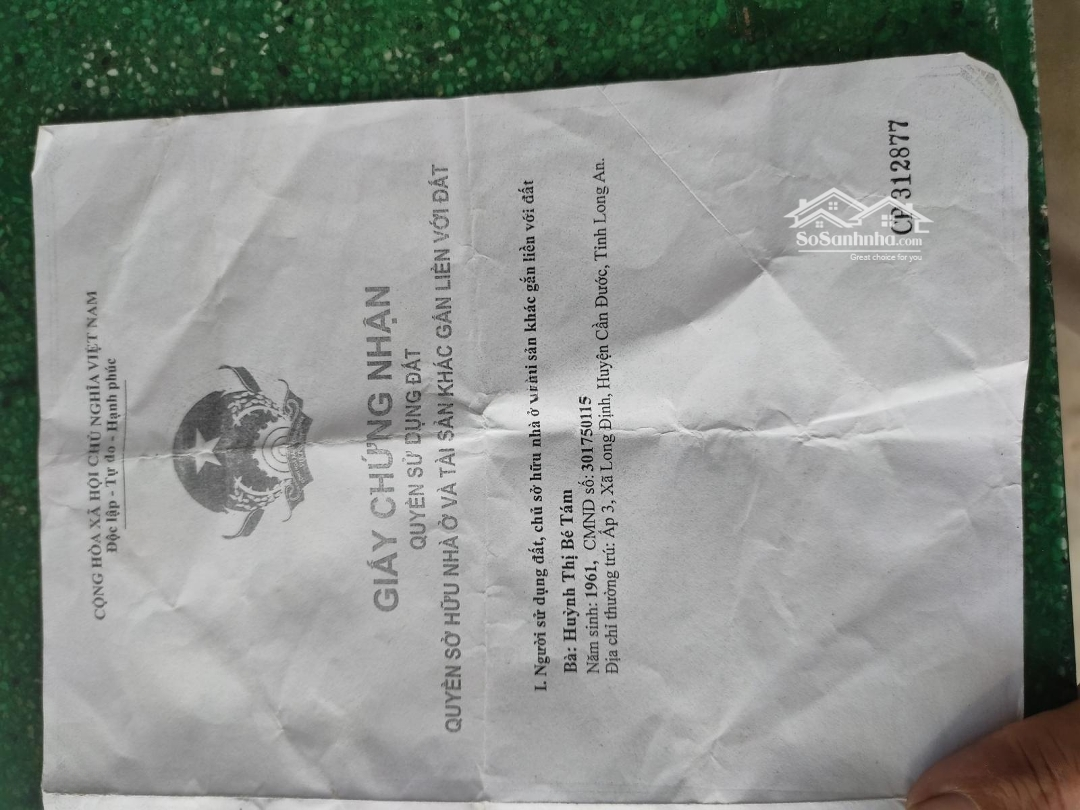 CỘNG HÒA XÃ HỘI CHỦ NGHĨA VIỆT NAM
Độc lập - Tự do - Hạnh phúc
GIẤY CHỨNG NHẬN
QUYỀN SỬ DỤNG ĐẤT
QUYỀN SỞ HỮU NHÀ Ở VÀ TÀI SẢN KHÁC GẮN LIỀN VỚI ĐẤT
I. Người sử dụng đất, chủ sở hữu nhà ở và tài sản khác gắn liền với đất
Bà: Huỳnh Thị Bé Tám
Năm sinh: 1961, CMND số: 301750115
Địa chỉ thường trú: Ấp 3, Xã Long Định, Huyện Cần Đước, Tỉnh Long An.
312877
SoSanhnha.com
Great choice for you